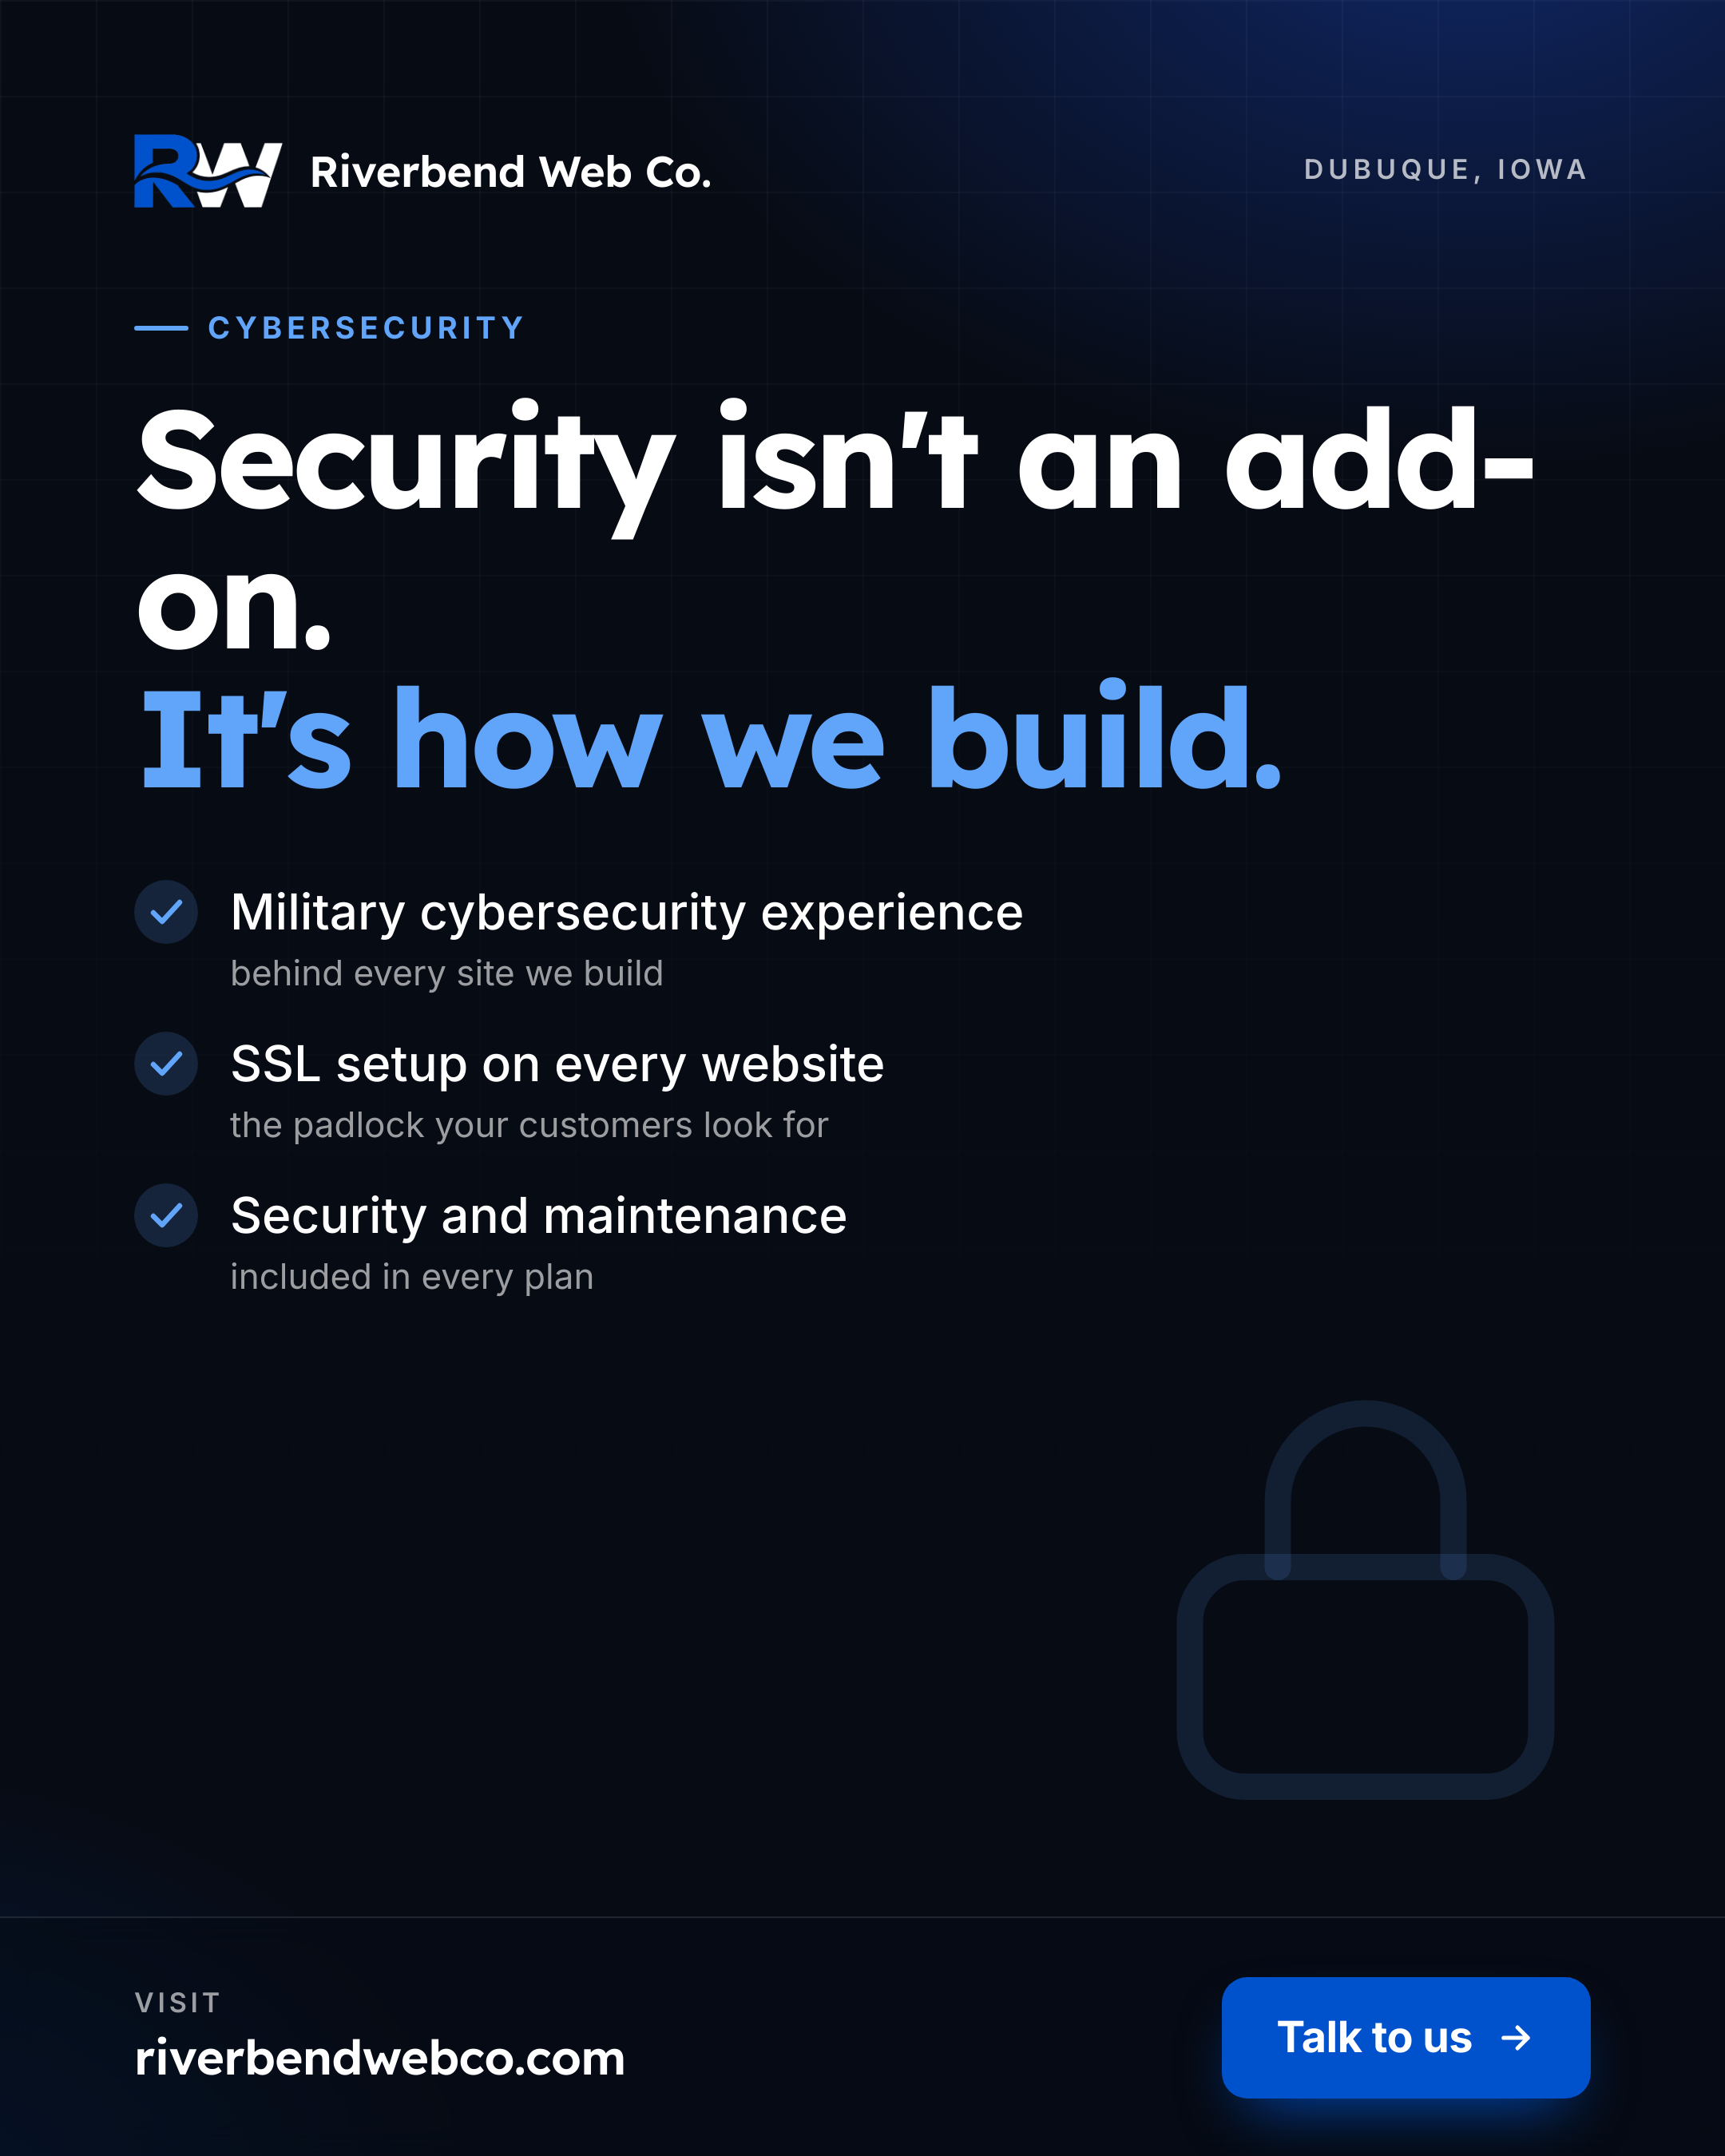 RW Riverbend Web Co.
DUBUQUE, IOWA
CYBERSECURITY
Security isn't an add-
on.
It's how we build.
Military cybersecurity experience
behind every site we build
SSL setup on every website
the padlock your customers look for
Security and maintenance
included in every plan
VISIT
riverbendwebco.com
Talk to us →